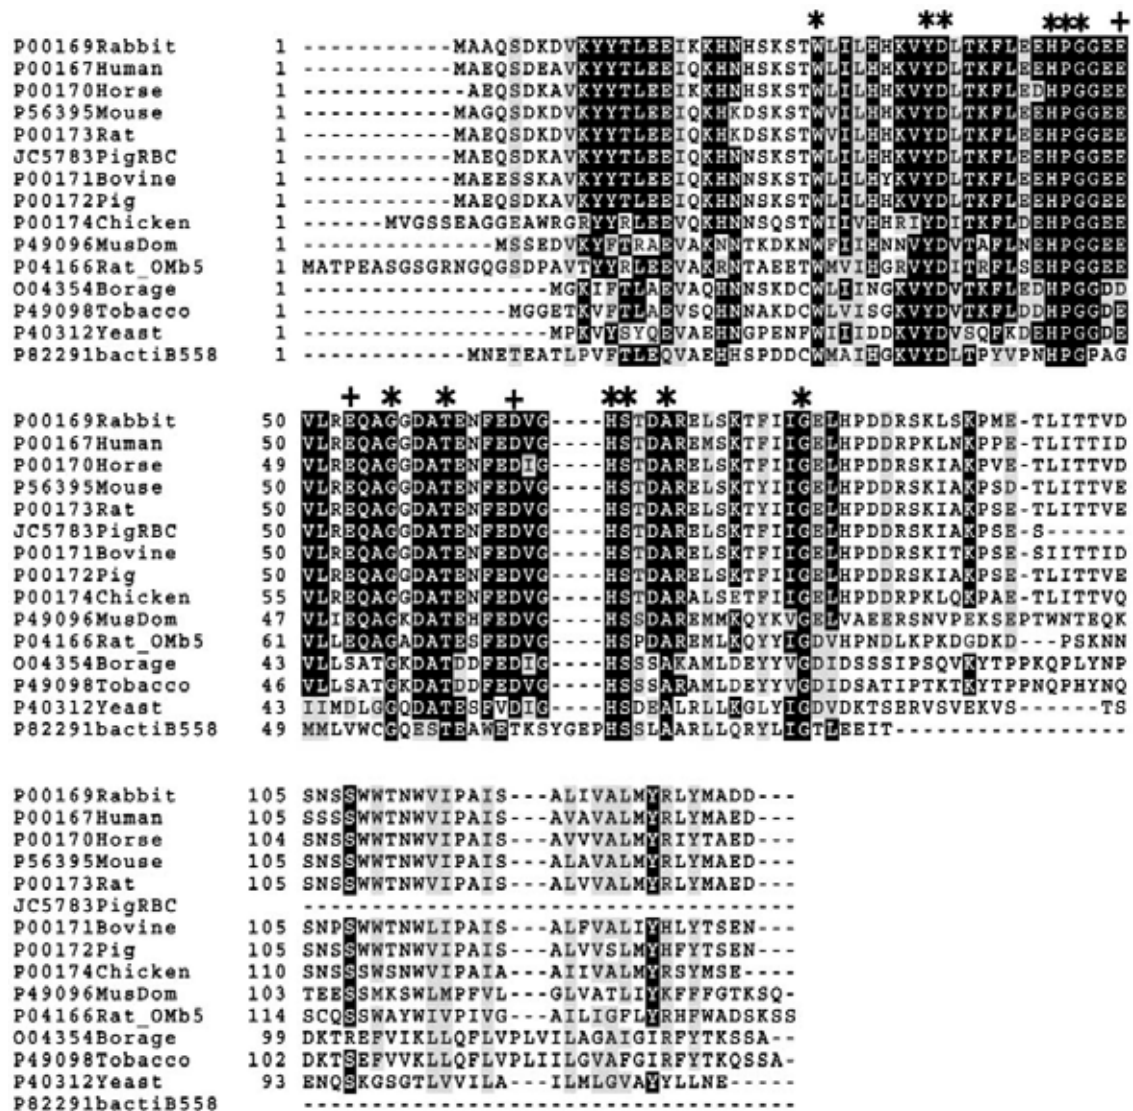 * ** *** +
P00169Rabbit 1 -----------MAAQSDKDVKYYTLEEIKKHNHSKSTWLILHHKVYDLTKFLEEHPGGEE
P00167Human 1 -----------MAEQSDEAVKYYTLEEIQKHNHSKSTWLILHHKVYDLTKFLEEHPGGEE
P00170Horse 1 ------------AEQSDKAVKYYTLEEIKKHNHSKSTWLILHHKVYDLTKFLEDHPGGEE
P56395Mouse 1 -----------MAGQSDKDVKYYTLEEIQKHKDSKSTWVILHHKVYDLTKFLEEHPGGEE
P00173Rat 1 -----------MAEQSDKDVKYYTLEEIQKHKDSKSTWVILHHKVYDLTKFLEEHPGGEE
JC5783PigRBC 1 -----------MAEQSDKAVKYYTLEEIQKHNNSKSTWLILHHKVYDLTKFLEEHPGGEE
P00171Bovine 1 -----------MAEESSKAVKYYTLEEIQKHNNSKSTWLILHYKVYDLTKFLEEHPGGEE
P00172Pig 1 -----------MAEQSDKAVKYYTLEEIQKHNNSKSTWLILHHKVYDLTKFLEEHPGGEE
P00174Chicken 1 ------MVGSSEAGGEAWRGRYYRLEEVQKHNNSQSTWIIVHHRIYDITKFLDEHPGGEE
P49096MusDom 1 --------------MSSEDVKYFTRAEVAKNNTKDKNWFIIHNNVYDVTAFLNEHPGGEE
P04166Rat_OMb5 1 MATPEASGSGRNGQGSDPAVTYYRLEEVAKRNTAEETWMVIHGRVYDITRFLSEHPGGEE
O04354Borage 1 ------------------MGKIFTLAEVAQHNNSKDCWLIINGKVYDVTKFLEDHPGGDD
P49098Tobacco 1 ---------------MGGETKVFTLAEVSQHNNAKDCWLVISGKVYDVTKFLDDHPGGDE
P40312Yeast 1 ------------------MPKVYSYQEVAEHNGPENFWIIIDDKVYDVSQFKDEHPGGDE
P82291bactiB558 1 ------------MNETEATLPVFTLEQVAEHHSPDDCWMAIHGKVYDLTPYVPNHPGPAG
+ * * + ** * *
P00169Rabbit 50 VLREQAGGDATENFEDVG----HSTDARELSKTFIIGELHPDDRSKLSKPME-TLITTVD
P00167Human 50 VLREQAGGDATENFEDVG----HSTDAREMSKTFIIGELHPDDRPKLNKPPE-TLITTID
P00170Horse 49 VLREQAGGDATENFEDIG----HSTDARELSKTFIIGELHPDDRSKIAKPVE-TLITTVD
P56395Mouse 50 VLREQAGGDATENFEDVG----HSTDARELSKTYIIGELHPDDRSKIAKPSD-TLITTVE
P00173Rat 50 VLREQAGGDATENFEDVG----HSTDARELSKTYIIGELHPDDRSKIAKPSE-TLITTVE
JC5783PigRBC 50 VLREQAGGDATENFEDVG----HSTDARELSKTFIIGELHPDDRSKIAKPSE-S------
P00171Bovine 50 VLREQAGGDATENFEDVG----HSTDARELSKTFIIGELHPDDRSKITKPSE-SIITTID
P00172Pig 50 VLREQAGGDATENFEDVG----HSTDARELSKTFIIGELHPDDRSKIAKPSE-TLITTVE
P00174Chicken 55 VLREQAGGDATENFEDVG----HSTDARALSETFIIGELHPDDRPKLQKPAE-TLITTVQ
P49096MusDom 47 VLIEQAGKDATEHFEDVG----HSSDAREMMKQYKVGELVAEERSNVPEKSEPTWNTEQK
P04166Rat_OMb5 61 VLLEQAGADATESFEDVG----HSPDAREMLKQYYIGDVHPNDLKPKDGDKD---PSKNN
O04354Borage 43 VLLSATGKDATDDFEDIG----HSSSAKAMLDEYYVGDIDSSSIPSQVKYTPPKQPLYNP
P49098Tobacco 46 VLLSATGKDATDDFEDVG----HSSSARAMLDEYYVGDIDSATIPTKTKYTPPNQPHYNQ
P40312Yeast 43 IIMDLGGQDATESFVDIG----HSDEALRLLKGLYIGDVDKTSERVSVEKVS------TS
P82291bactiB558 49 MMLVWCGQESTEAWETKSYGEPHSSLAARLLQRYLIGTLEEIT-----------------
P00169Rabbit 105 SNSSWWTNWVIPAIS---ALIVALMYRLYMADD---
P00167Human 105 SSSSWWTNWVIPAIS---AVAVALMYRLYMAED---
P00170Horse 104 SNSSWWTNWVIPAIS---AVVVALMYRIYTAED---
P56395Mouse 105 SNSSWWTNWVIPAIS---ALAVALMYRLYMAED---
P00173Rat 105 SNSSWWTNWVIPAIS---ALVVALMYRLYMAED---
JC5783PigRBC ------------------------------------
P00171Bovine 105 SNPSWWTNWLIPAIS---ALFVALIYHLYTSEN---
P00172Pig 105 SNSSWWTNWVIPAIS---ALVVSLMYHFYTSEN---
P00174Chicken 110 SNSSSWSNWVIPAIA---AIIVALMYRSYMSE----
P49096MusDom 103 TEESSMKSWLMPFVL---GLVATLIYKFFFGTKSQ-
P04166Rat_OMb5 114 SCQSSWAYWIVPIVG---AILIGFLYRHFWADSKSS
O04354Borage 99 DKTREFVIKLLQFLVPLVILAGAIGIRFYTKSSA--
P49098Tobacco 102 DKTSEFVVKLLQFLVPLIILGVAFGIRFYTKQSSA-
P40312Yeast 93 ENQSKGSGTLVVILA---ILMLGVAYYLLNE-----
P82291bactiB558 ------------------------------------